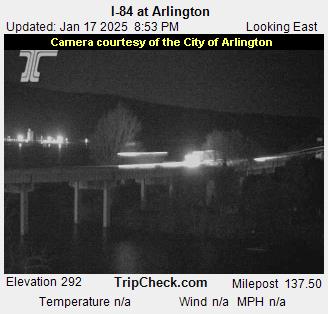 I-84 at Arlington
Updated: Jan 17 2025 8:53 PM Looking East
Camera courtesy of the City of Arlington
Elevation 292 TripCheck.com Milepost 137.50
Temperature n/a Wind n/a MPH n/a